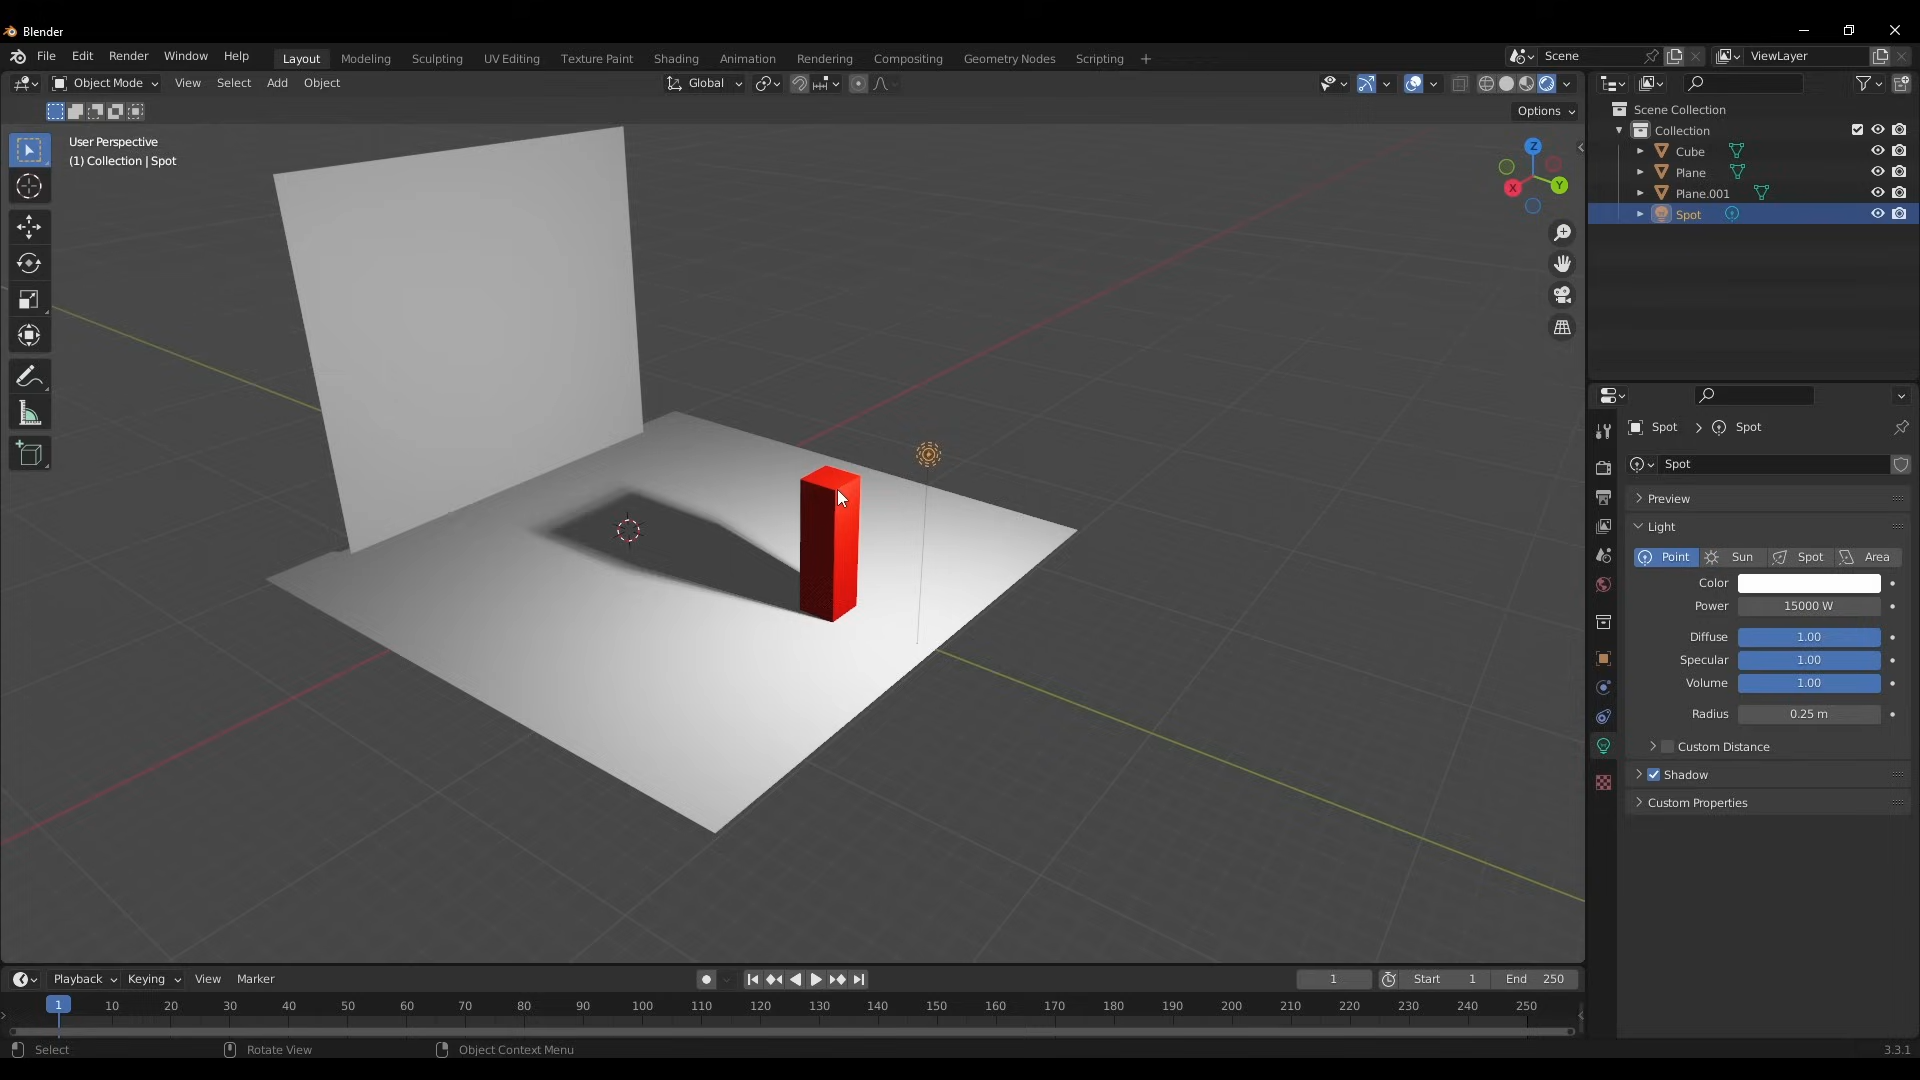 Blender
File Edit Render Window Help Layout Modeling Sculpting UV Editing Texture Paint Shading Animation Rendering Compositing Geometry Nodes Scripting + Scene ViewLayer
Object Mode View Select Add Object Global
Options
User Perspective
(1) Collection | Spot
Z
Y
X
Scene Collection
Collection
Cube
Plane
Plane.001
Spot
Spot Spot
Spot
Preview
Light
Point Sun Spot Area
Color
Power 15000 W
Diffuse 1.00
Specular 1.00
Volume 1.00
Radius 0.25 m
Custom Distance
Shadow
Custom Properties
Playback Keying View Marker 1 Start 1 End 250
1 10 20 30 40 50 60 70 80 90 100 110 120 130 140 150 160 170 180 190 200 210 220 230 240 250
Select Rotate View Object Context Menu 3.3.1